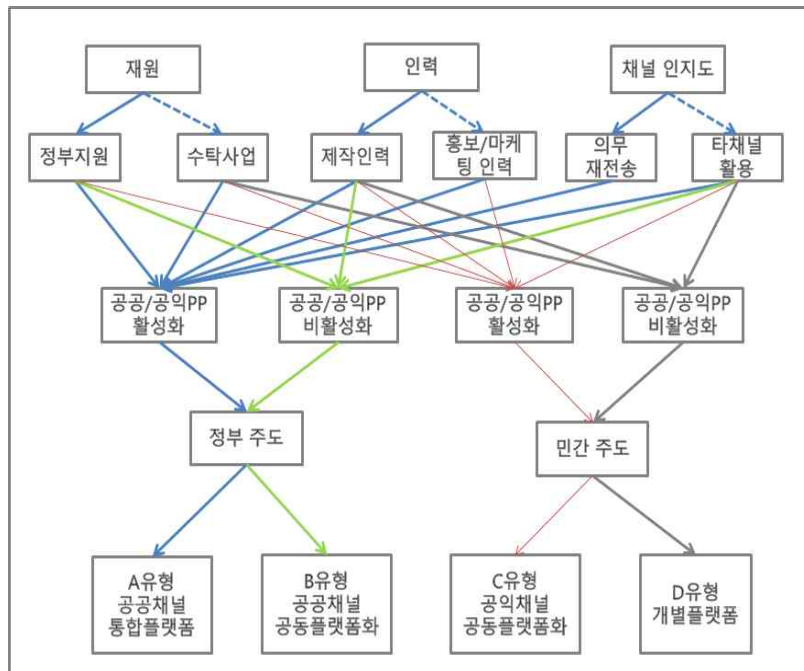 재원
인력
채널 인지도
정부지원
수탁사업
제작인력
홍보/마케
팅 인력
의무
재전송
타채널
활용
공공/공익PP
활성화
공공/공익PP
비활성화
공공/공익PP
활성화
공공/공익PP
비활성화
정부 주도
민간 주도
A유형
공공채널
통합플랫폼
B유형
공공채널
공동플랫폼화
C유형
공익채널
공동플랫폼화
D유형
개별플랫폼